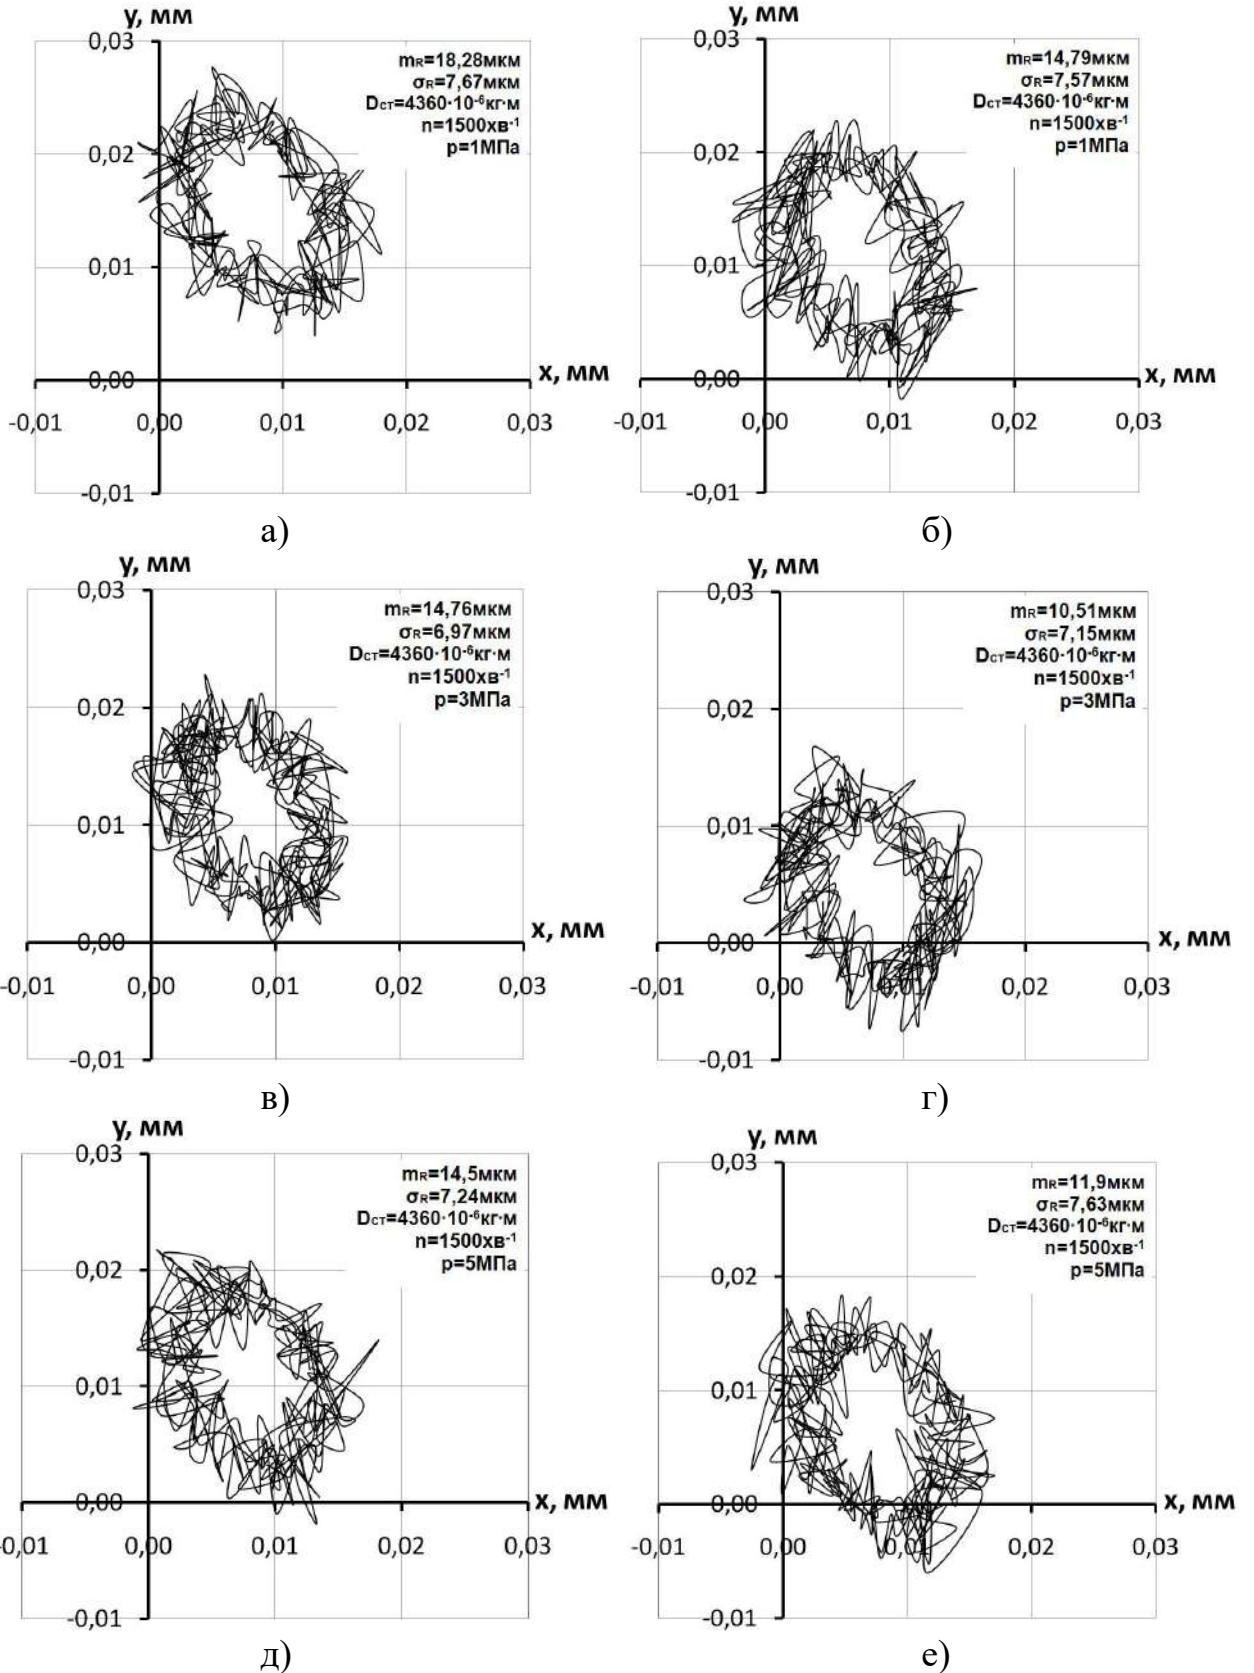 y, мм
0,03
mR=18,28мкм
σR=7,67мкм
DСТ=4360·10-6кг·м
n=1500хв-1
p=1МПа
0,02
0,01
0,00
x, мм
-0,01 0,00 0,01 0,02 0,03
-0,01
а)
y, мм
0,03
mR=14,79мкм
σR=7,57мкм
DСТ=4360·10-6кг·м
n=1500хв-1
p=1МПа
0,02
0,01
0,00
x, мм
-0,01 0,00 0,01 0,02 0,03
-0,01
б)
y, мм
0,03
mR=14,76мкм
σR=6,97мкм
DСТ=4360·10-6кг·м
n=1500хв-1
p=3МПа
0,02
0,01
0,00
x, мм
-0,01 0,00 0,01 0,02 0,03
-0,01
в)
y, мм
0,03
mR=10,51мкм
σR=7,15мкм
DСТ=4360·10-6кг·м
n=1500хв-1
p=3МПа
0,02
0,01
0,00
x, мм
-0,01 0,00 0,01 0,02 0,03
-0,01
г)
y, мм
0,03
mR=14,5мкм
σR=7,24мкм
DСТ=4360·10-6кг·м
n=1500хв-1
p=5МПа
0,02
0,01
0,00
x, мм
-0,01 0,00 0,01 0,02 0,03
-0,01
д)
y, мм
0,03
mR=11,9мкм
σR=7,63мкм
DСТ=4360·10-6кг·м
n=1500хв-1
p=5МПа
0,02
0,01
0,00
x, мм
-0,01 0,00 0,01 0,02 0,03
-0,01
е)